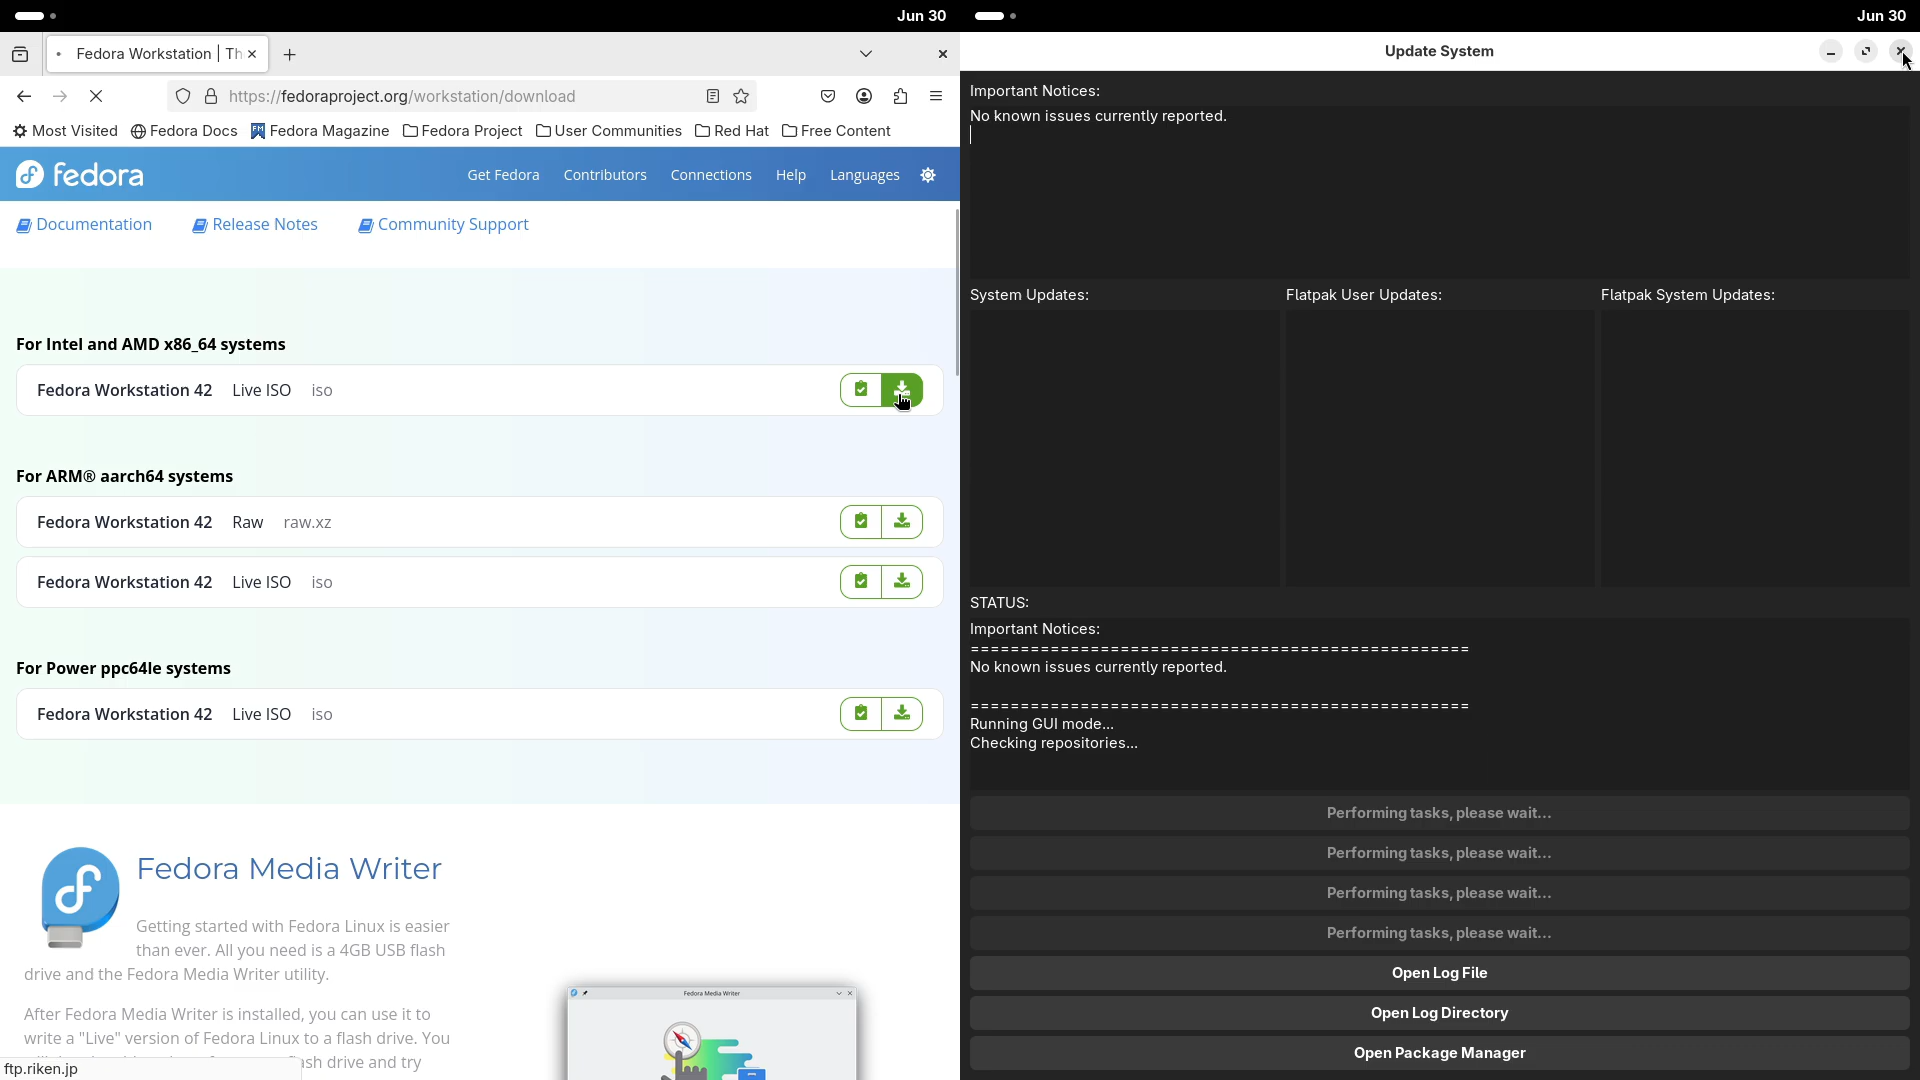 Jun 30
Fedora Workstation | Th
https://fedoraproject.org/workstation/download
Most Visited Fedora Docs Fedora Magazine Fedora Project User Communities Red Hat Free Content
fedora
Get Fedora Contributors Connections Help Languages
Documentation Release Notes Community Support
For Intel and AMD x86_64 systems
Fedora Workstation 42 Live ISO iso
For ARM® aarch64 systems
Fedora Workstation 42 Raw raw.xz
Fedora Workstation 42 Live ISO iso
For Power ppc64le systems
Fedora Workstation 42 Live ISO iso
Fedora Media Writer
Getting started with Fedora Linux is easier
than ever. All you need is a 4GB USB flash
drive and the Fedora Media Writer utility.
After Fedora Media Writer is installed, you can use it to
write a "Live" version of Fedora Linux to a flash drive. You
ash drive and try
Fedora Media Writer
ftp.riken.jp
Jun 30
Update System
Important Notices:
No known issues currently reported.
System Updates: Flatpak User Updates: Flatpak System Updates:
STATUS:
Important Notices:
==================================================
No known issues currently reported.
==================================================
Running GUI mode...
Checking repositories...
Performing tasks, please wait...
Performing tasks, please wait...
Performing tasks, please wait...
Performing tasks, please wait...
Open Log File
Open Log Directory
Open Package Manager